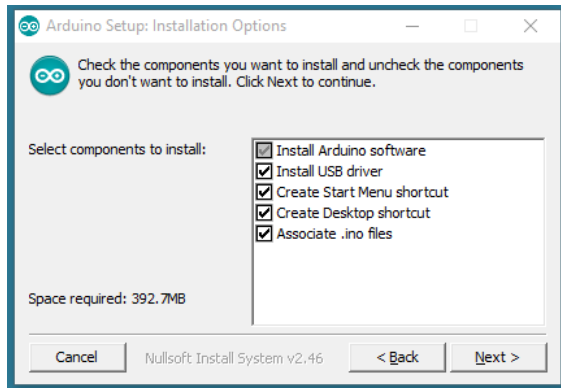 Arduino Setup: Installation Options
Check the components you want to install and uncheck the components
you don't want to install. Click Next to continue.
Select components to install:
Install Arduino software
Install USB driver
Create Start Menu shortcut
Create Desktop shortcut
Associate .ino files
Space required: 392.7MB
Cancel
Nullsoft Install System v2.46
< Back
Next >